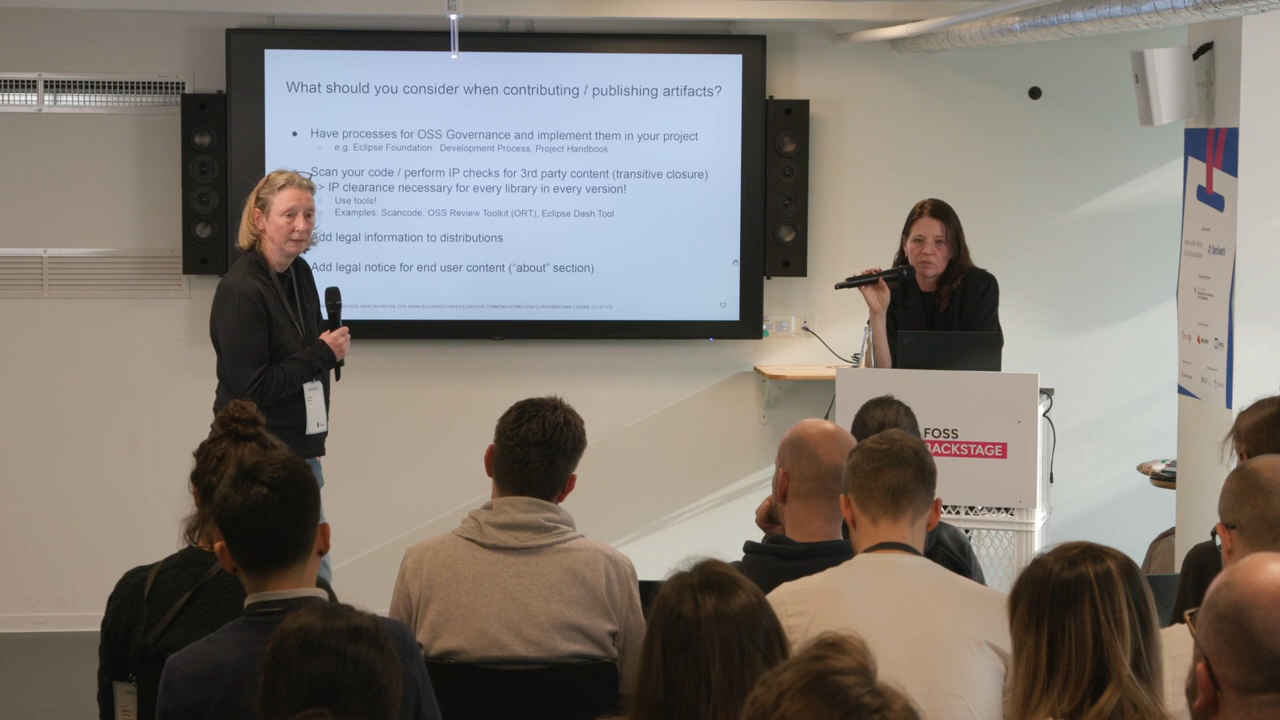 What should you consider when contributing / publishing artifacts?
Have processes for OSS Governance and implement them in your project
e.g. Eclipse Foundation: Development Process, Project Handbook
Scan your code / perform IP checks for 3rd party content (transitive closure)
> IP clearance necessary for every library in every version!
Use tools!
Examples: Scancode, OSS Review Toolkit (ORT), Eclipse Dash Tool
Add legal information to distributions
Add legal notice for end user content (“about” section)
12
FOSS
BACKSTAGE